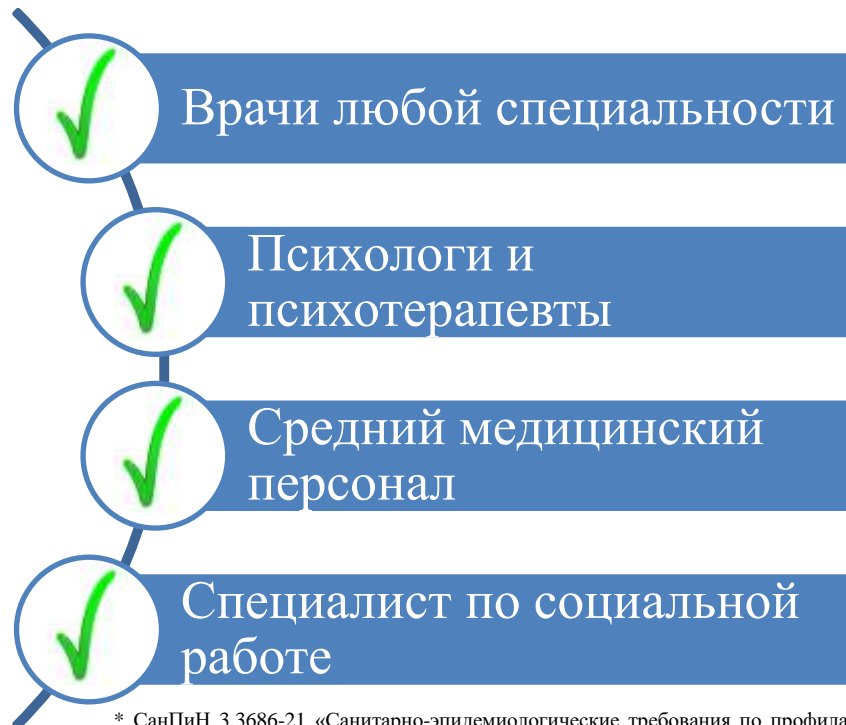 Врачи любой специальности
Психологи и
психотерапевты
Средний медицинский
персонал
Специалист по социальной
работе
* СанПиН 3.3686-21 «Санитарно-эпидемиологические требования по